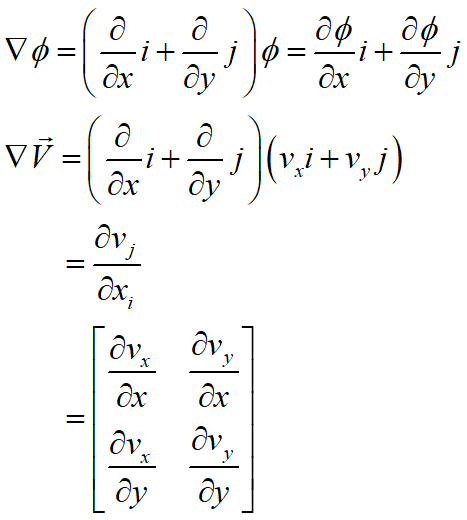 ∇ϕ = (∂/∂x i + ∂/∂y j) ϕ = ∂ϕ/∂x i + ∂ϕ/∂y j
∇V⃗ = (∂/∂x i + ∂/∂y j)(v_x i + v_y j)
= ∂v_j/∂x_i
= [∂v_x/∂x ∂v_y/∂x
∂v_x/∂y ∂v_y/∂y]